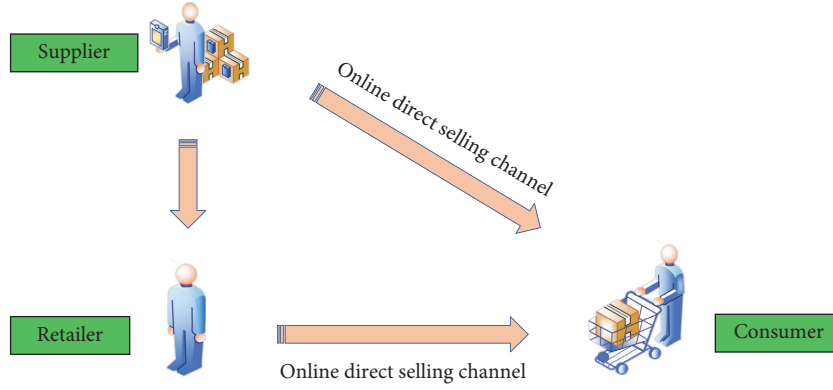 Supplier
Online direct selling channel
Retailer
Consumer
Online direct selling channel